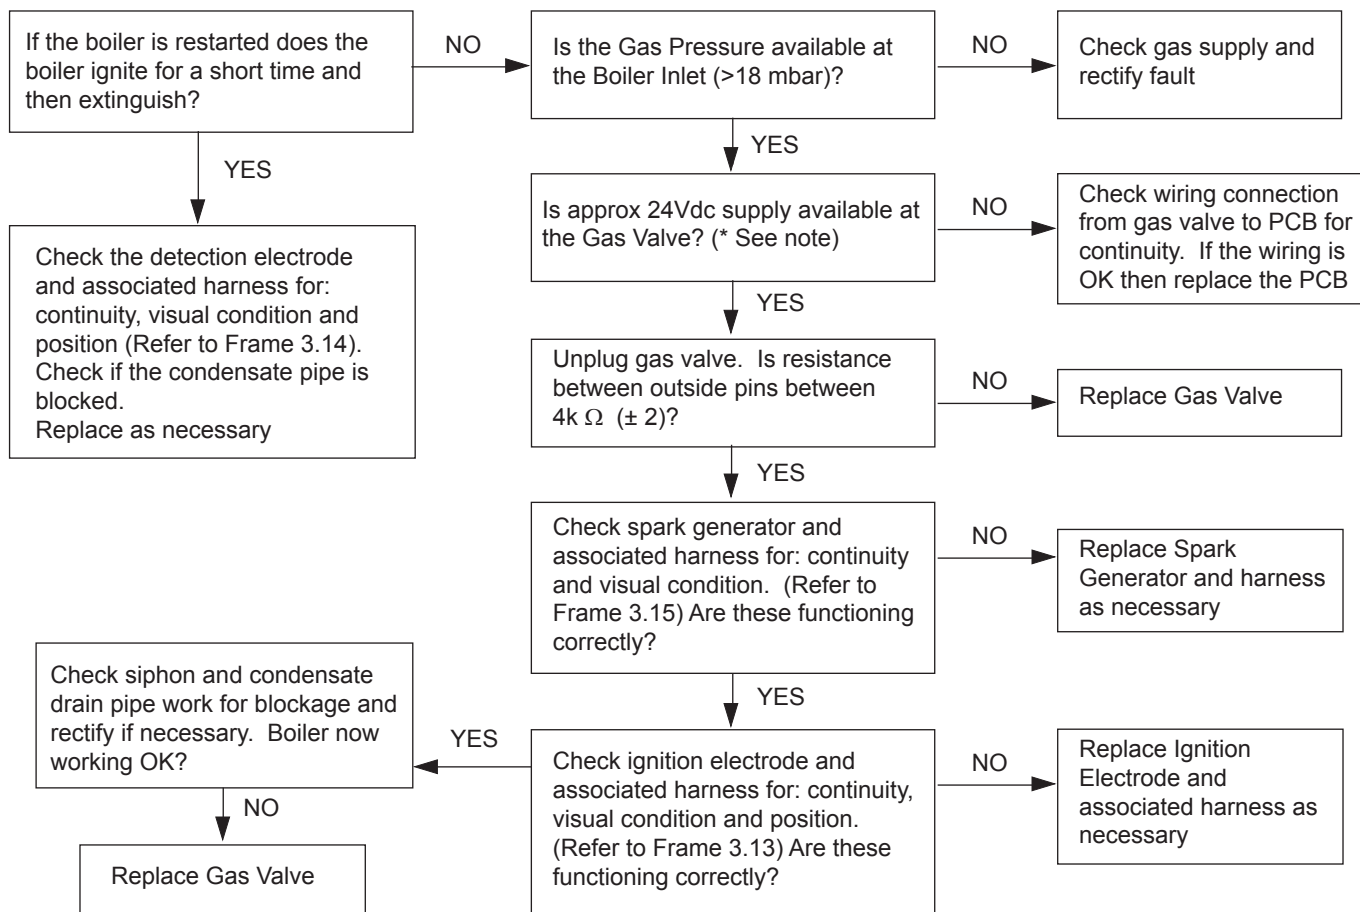 If the boiler is restarted does the
boiler ignite for a short time and
then extinguish?
NO
Is the Gas Pressure available at
the Boiler Inlet (>18 mbar)?
NO
Check gas supply and
rectify fault
YES
YES
Is approx 24Vdc supply available at
the Gas Valve? (* See note)
NO
Check wiring connection
from gas valve to PCB for
continuity.  If the wiring is
OK then replace the PCB
Check the detection electrode
and associated harness for:
continuity, visual condition and
position (Refer to Frame 3.14).
Check if the condensate pipe is
blocked.
Replace as necessary
YES
Unplug gas valve.  Is resistance
between outside pins between
4k Ω  (± 2)?
NO
Replace Gas Valve
YES
Check spark generator and
associated harness for: continuity
and visual condition.  (Refer to
Frame 3.15) Are these functioning
correctly?
NO
Replace Spark
Generator and harness
as necessary
YES
Check ignition electrode and
associated harness for: continuity,
visual condition and position.
(Refer to Frame 3.13) Are these
functioning correctly?
NO
Replace Ignition
Electrode and
associated harness as
necessary
YES
Check siphon and condensate
drain pipe work for blockage and
rectify if necessary.  Boiler now
working OK?
NO
Replace Gas Valve